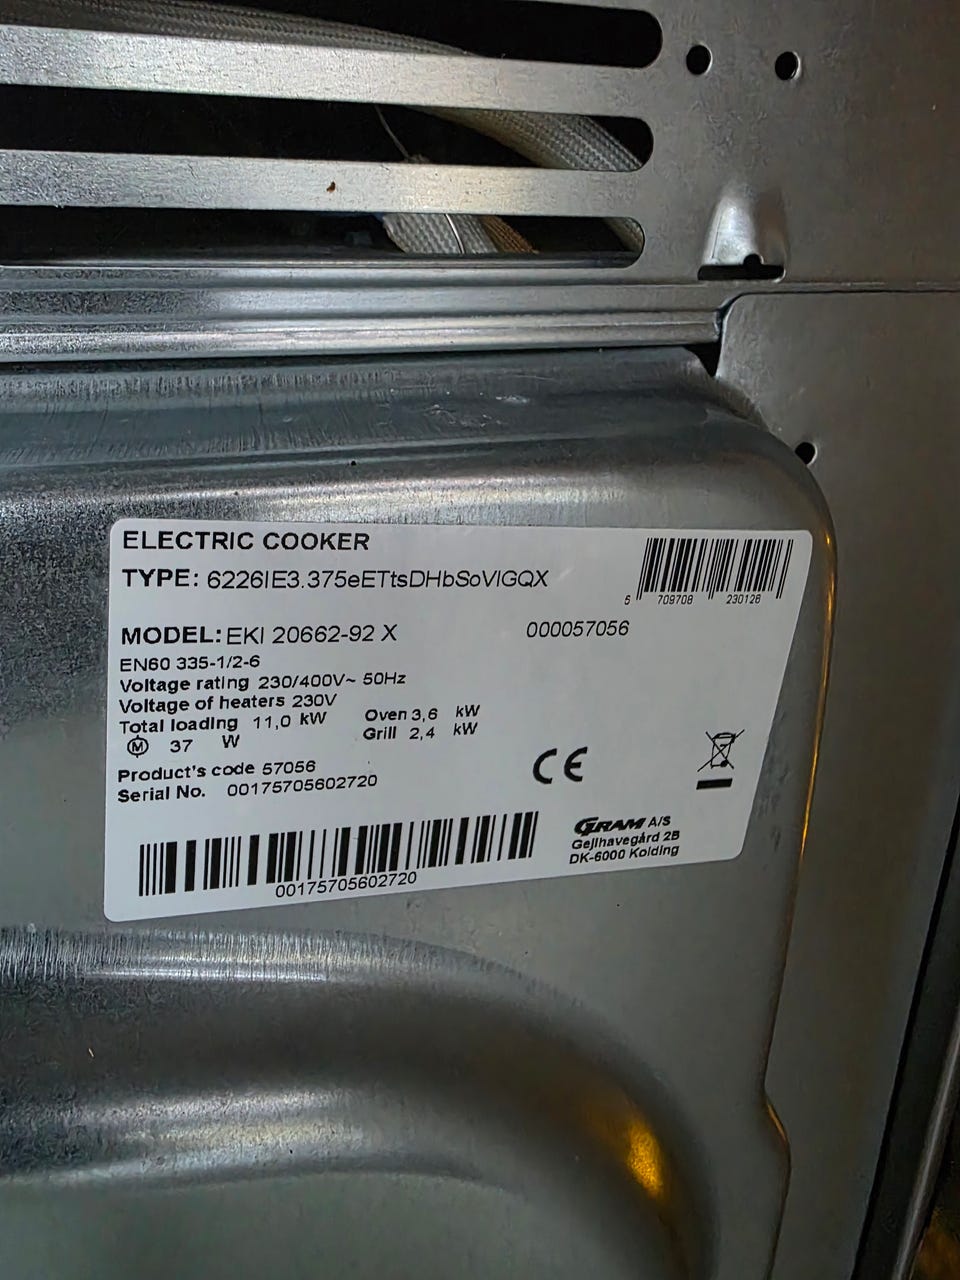 ELECTRIC COOKER
TYPE: 6226IE3.375eETtsDHbSoVIGQX
5 709708 230126
MODEL: EKI 20662-92 X 000057056
EN60 335-1/2-6
Voltage rating 230/400V~ 50Hz
Voltage of heaters 230V
Total loading 11,0 kW Oven 3,6 kW
M 37 W Grill 2,4 kW
Product's code 57056
Serial No. 00175705602720
CE
GRAM A/S
Gejlhavegård 2B
DK-6000 Kolding
00175705602720